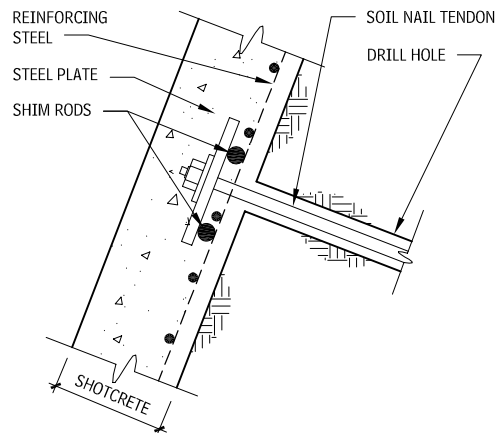 REINFORCING
STEEL
STEEL PLATE
SHIM RODS
SOIL NAIL TENDON
DRILL HOLE
SHOTCRETE